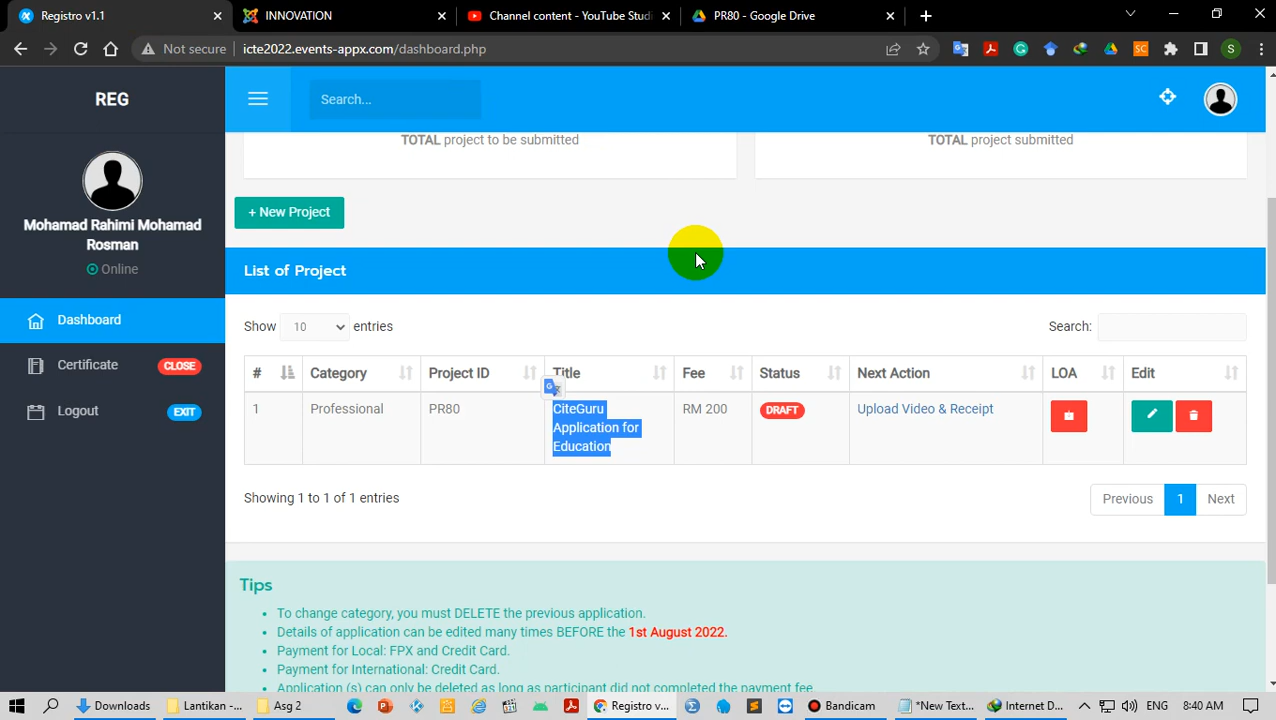 Registro v1.1
INNOVATION
Channel content - YouTube Studi
PR80 - Google Drive
Not secure
icte2022.events-appx.com/dashboard.php
S
REG
Search...
TOTAL project to be submitted
TOTAL project submitted
Mohamad Rahimi Mohamad
Rosman
Online
+ New Project
List of Project
Dashboard
Certificate CLOSE
Logout EXIT
Show 10 entries
Search:
# Category Project ID Title Fee Status Next Action LOA Edit
1 Professional PR80 CiteGuru RM 200 DRAFT Upload Video & Receipt
Application for
Education
Showing 1 to 1 of 1 entries
Previous 1 Next
Tips
To change category, you must DELETE the previous application.
Details of application can be edited many times BEFORE the 1st August 2022.
Payment for Local: FPX and Credit Card.
Payment for International: Credit Card.
Application (s) can only be deleted as long as participant did not completed the payment fee.
Downloads
Lantikan -...
Asg 2
Registro v...
Bandicam
*New Text...
Internet D...
ENG
8:40 AM